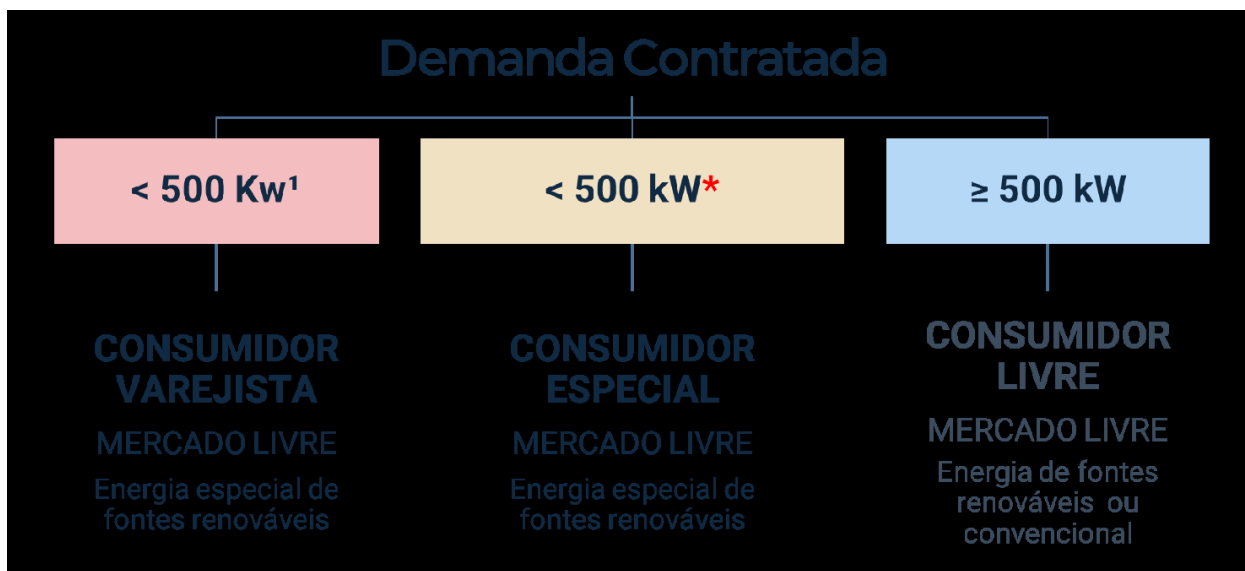 Demanda Contratada
< 500 Kw¹
< 500 kW*
≥ 500 kW
CONSUMIDOR
VAREJISTA
MERCADO LIVRE
Energia especial de
fontes renováveis
CONSUMIDOR
ESPECIAL
MERCADO LIVRE
Energia especial de
fontes renováveis
CONSUMIDOR
LIVRE
MERCADO LIVRE
Energia de fontes
renováveis ou
convencional